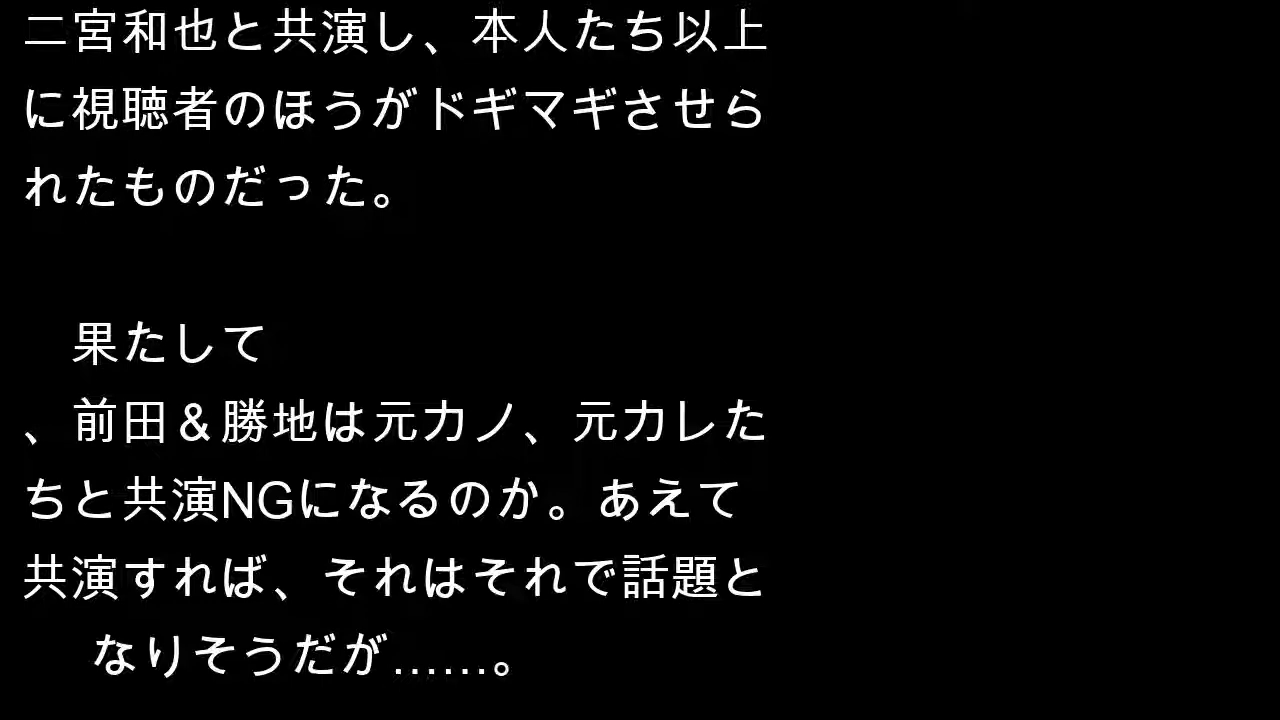 二宮和也と共演し、本人たち以上
に視聴者のほうがドギマギさせら
れたものだった。
果たして
、前田＆勝地は元カノ、元カレた
ちと共演NGになるのか。あえて
共演すれば、それはそれで話題と
なりそうだが……。